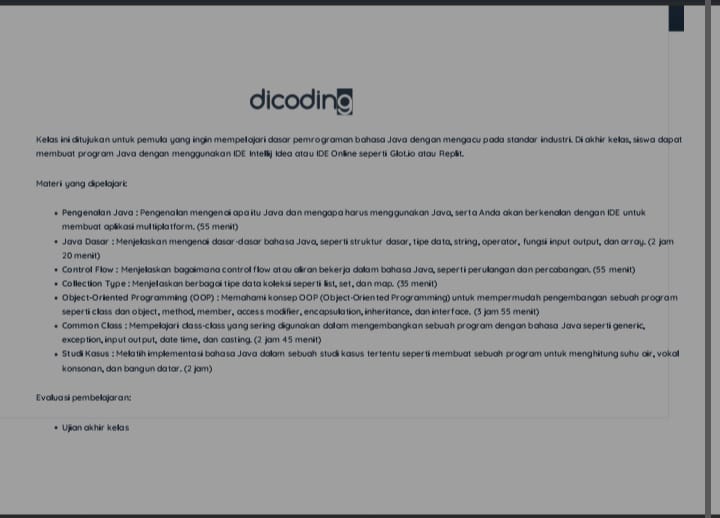 dicoding
Kelas ini ditujukan untuk pemula yang ingin mempelajari dasar pemrograman bahasa Java dengan mengacu pada standar industri. Di akhir kelas, siswa dapat
membuat program Java dengan menggunakan IDE Intellij Idea atau IDE Online seperti Glot.io atau Replit.
Materi yang dipelajari:
• Pengenalan Java : Pengenalan mengenai apa itu Java dan mengapa harus menggunakan Java, serta Anda akan berkenalan dengan IDE untuk
membuat aplikasi multiplatform. (55 menit)
• Java Dasar : Menjelaskan mengenai dasar-dasar bahasa Java, seperti struktur dasar, tipe data, string, operator, fungsi input output, dan array. (2 jam
20 menit)
• Control Flow : Menjelaskan bagaimana control flow atau aliran bekerja dalam bahasa Java, seperti perulangan dan percabangan. (55 menit)
• Collection Type : Menjelaskan berbagai tipe data koleksi seperti list, set, dan map. (35 menit)
• Object-Oriented Programming (OOP) : Memahami konsep OOP (Object-Oriented Programming) untuk mempermudah pengembangan sebuah program
seperti class dan object, method, member, access modifier, encapsulation, inheritance, dan interface. (3 jam 55 menit)
• Common Class : Mempelajari class-class yang sering digunakan dalam mengembangkan sebuah program dengan bahasa Java seperti generic,
exception, input output, date time, dan casting. (2 jam 45 menit)
• Studi Kasus : Melatih implementasi bahasa Java dalam sebuah studi kasus tertentu seperti membuat sebuah program untuk menghitung suhu air, vokal
konsonan, dan bangun datar. (2 jam)
Evaluasi pembelajaran:
• Ujian akhir kelas